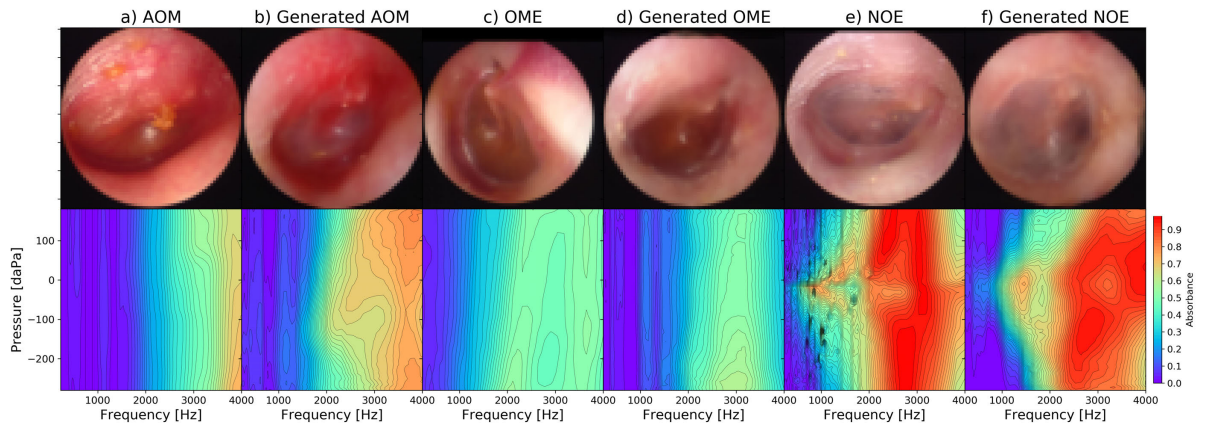 a) AOM b) Generated AOM c) OME d) Generated OME e) NOE f) Generated NOE
Pressure [daPa]
100
0
−100
−200
0.9
0.8
0.7
0.6
0.5
0.4
0.3
0.2
0.1
0.0
Absorbance
1000 2000 3000 4000 1000 2000 3000 4000 1000 2000 3000 4000 1000 2000 3000 4000 1000 2000 3000 4000 1000 2000 3000 4000
Frequency [Hz] Frequency [Hz] Frequency [Hz] Frequency [Hz] Frequency [Hz] Frequency [Hz]